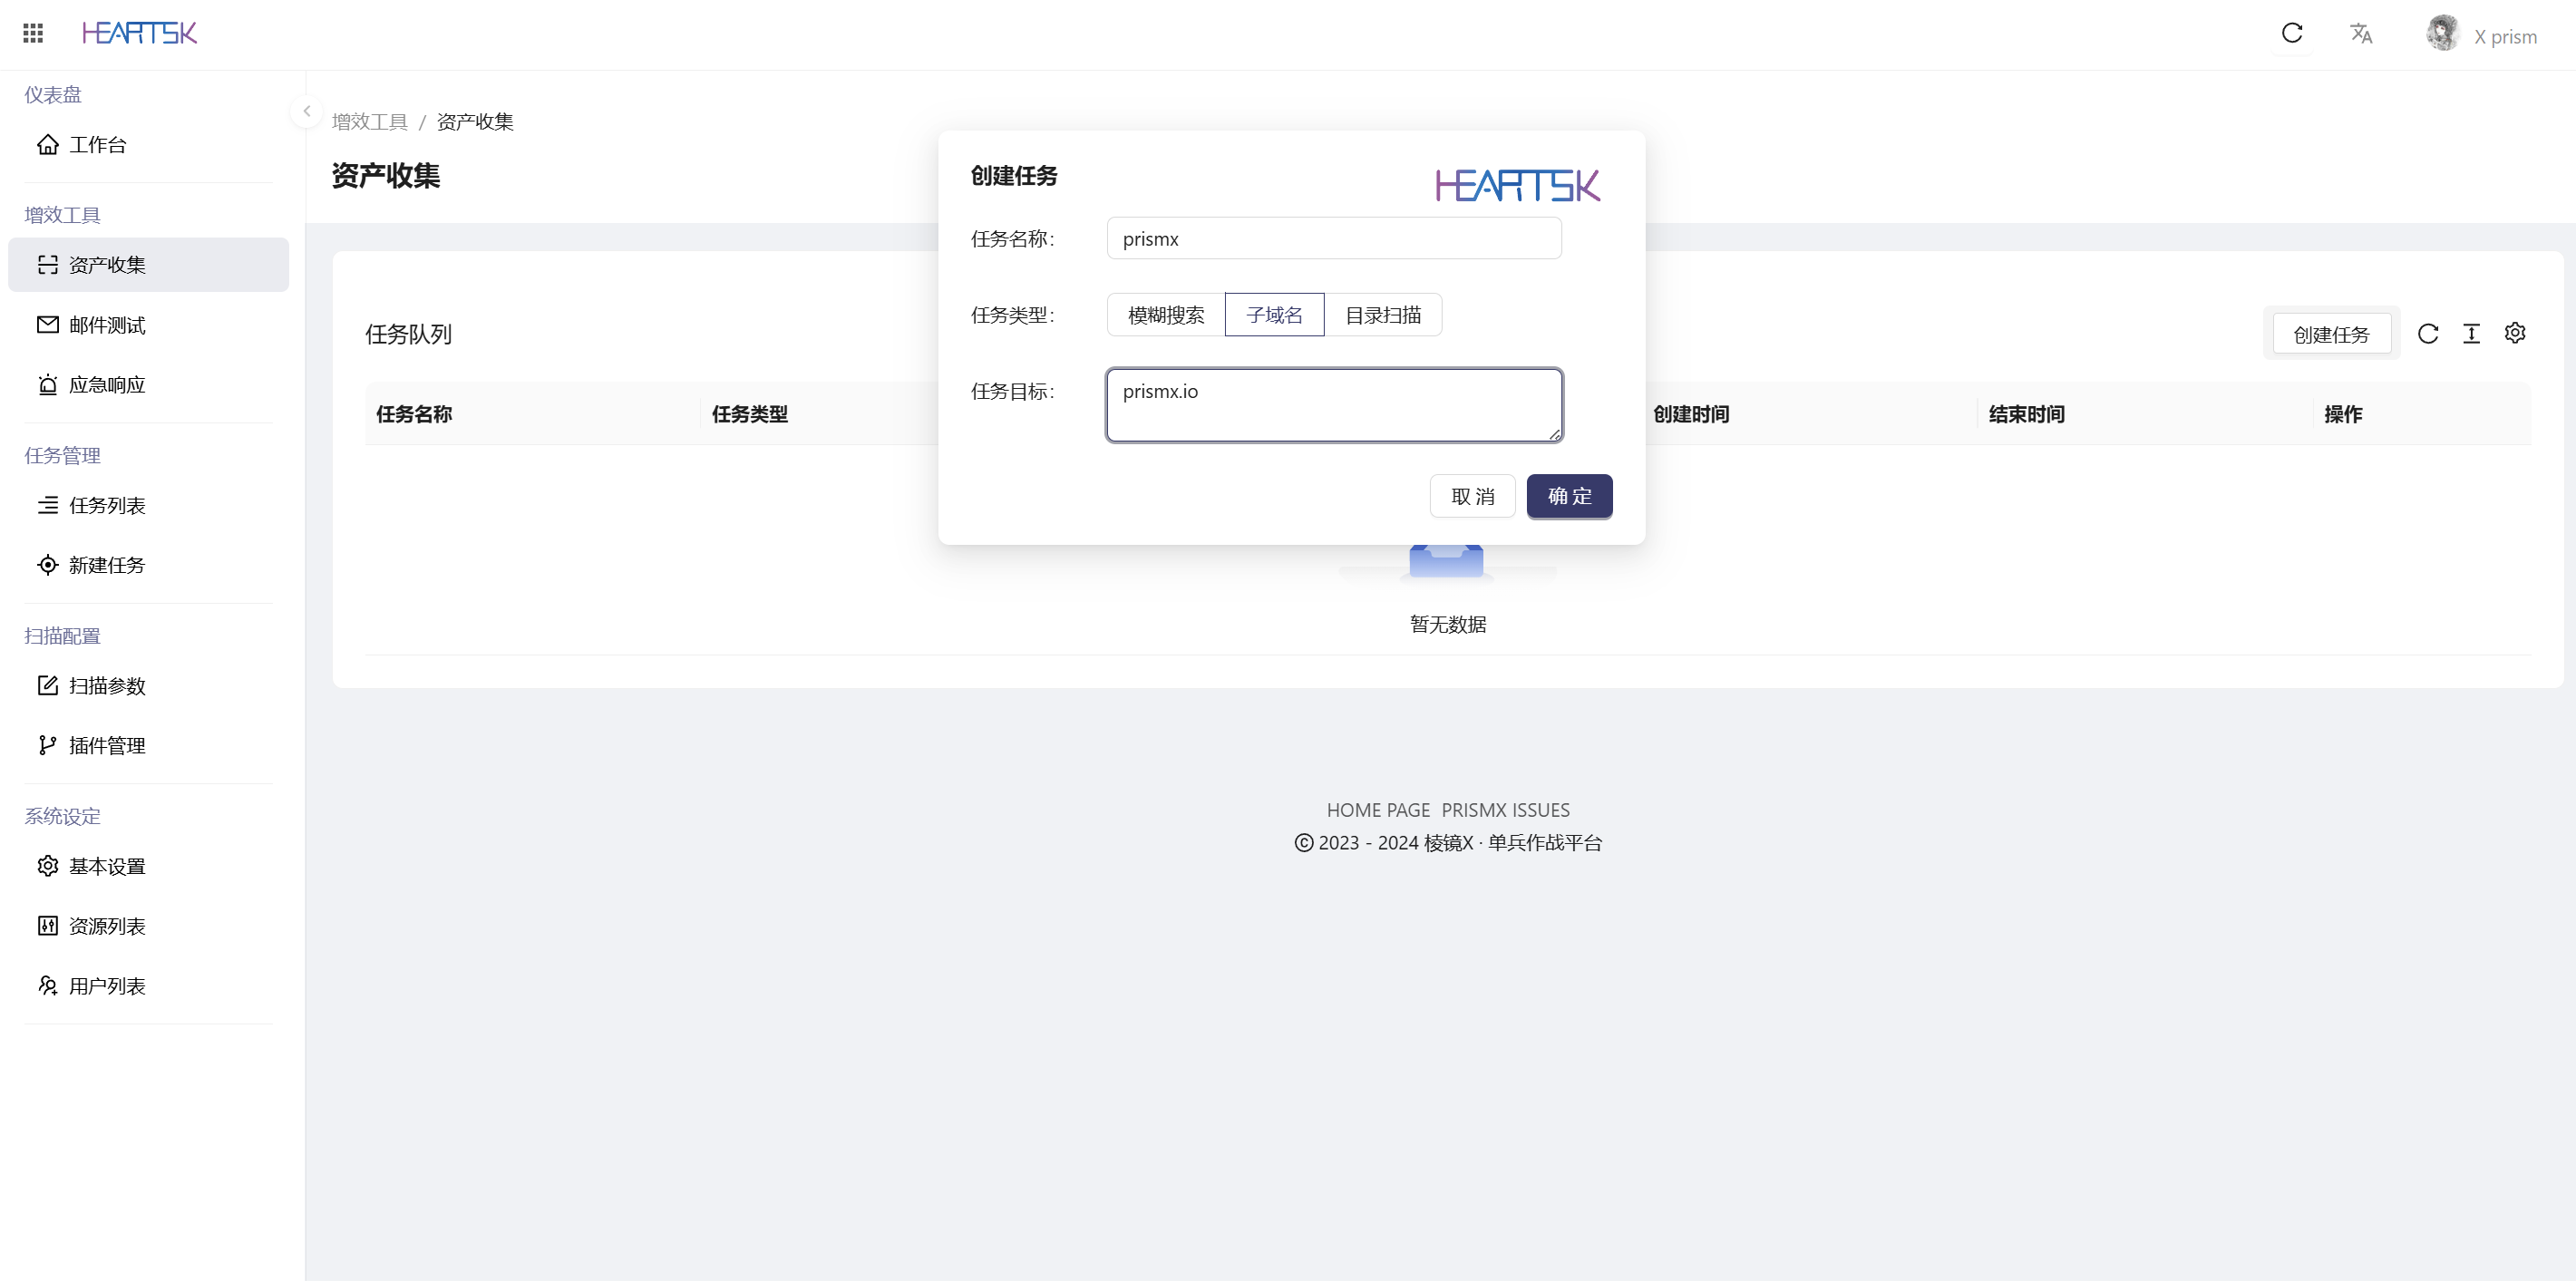 HEARTSK
X prism
仪表盘
工作台
增效工具
资产收集
邮件测试
应急响应
任务管理
任务列表
新建任务
扫描配置
扫描参数
插件管理
系统设定
基本设置
资源列表
用户列表
增效工具 / 资产收集
资产收集
任务队列
创建任务
任务名称 任务类型 创建时间 结束时间 操作
创建任务
HEARTSK
任务名称: prismx
任务类型: 模糊搜索 子域名 目录扫描
任务目标: prismx.io
取 消 确 定
暂无数据
HOME PAGE PRISMX ISSUES
© 2023 - 2024 棱镜X · 单兵作战平台